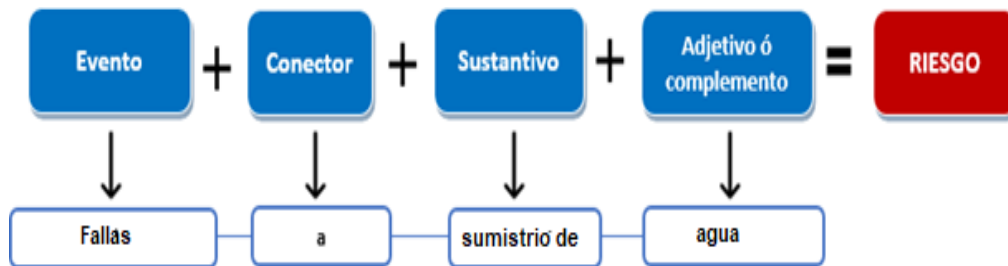 Evento + Conector + Sustantivo + Adjetivo ó
complemento = RIESGO
Fallas a sumistrio de agua